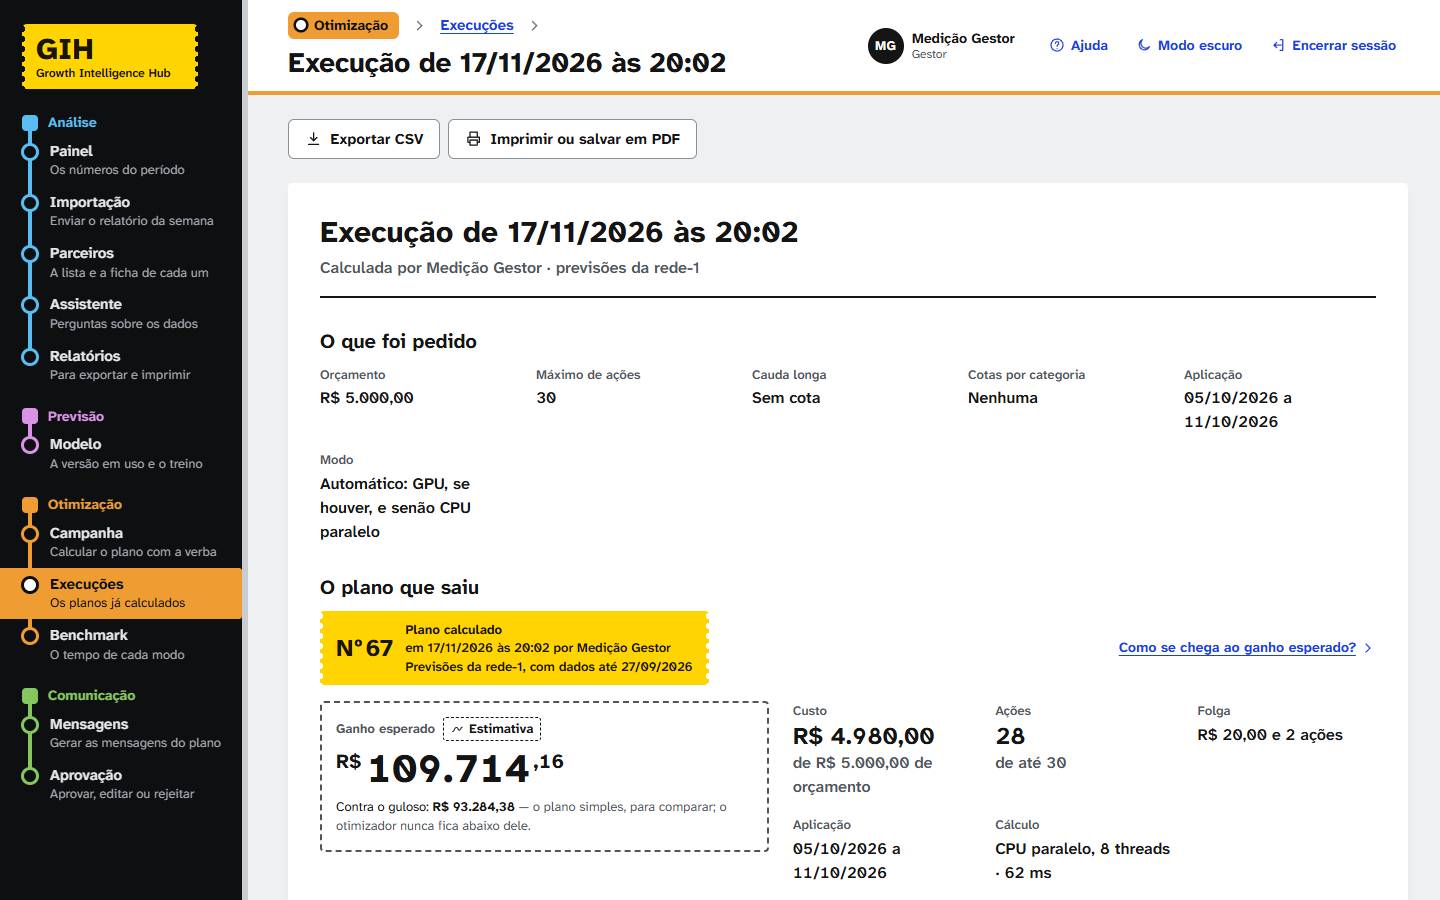 GIH
Growth Intelligence Hub
Análise
Painel
Os números do período
Importação
Enviar o relatório da semana
Parceiros
A lista e a ficha de cada um
Assistente
Perguntas sobre os dados
Relatórios
Para exportar e imprimir
Previsão
Modelo
A versão em uso e o treino
Otimização
Campanha
Calcular o plano com a verba
Execuções
Os planos já calculados
Benchmark
O tempo de cada modo
Comunicação
Mensagens
Gerar as mensagens do plano
Aprovação
Aprovar, editar ou rejeitar
Otimização
Execuções
Execução de 17/11/2026 às 20:02
MG
Medição Gestor
Gestor
Ajuda
Modo escuro
Encerrar sessão
Exportar CSV
Imprimir ou salvar em PDF
Execução de 17/11/2026 às 20:02
Calculada por Medição Gestor · previsões da rede-1
O que foi pedido
Orçamento
R$ 5.000,00
Máximo de ações
30
Cauda longa
Sem cota
Cotas por categoria
Nenhuma
Aplicação
05/10/2026 a
11/10/2026
Modo
Automático: GPU, se
houver, e senão CPU
paralelo
O plano que saiu
Nº 67
Plano calculado
em 17/11/2026 às 20:02 por Medição Gestor
Previsões da rede-1, com dados até 27/09/2026
Como se chega ao ganho esperado?
Ganho esperado
Estimativa
R$ 109.714,16
Contra o guloso: R$ 93.284,38 — o plano simples, para comparar; o
otimizador nunca fica abaixo dele.
Custo
R$ 4.980,00
de R$ 5.000,00 de
orçamento
Ações
28
de até 30
Folga
R$ 20,00 e 2 ações
Aplicação
05/10/2026 a
11/10/2026
Cálculo
CPU paralelo, 8 threads
· 62 ms